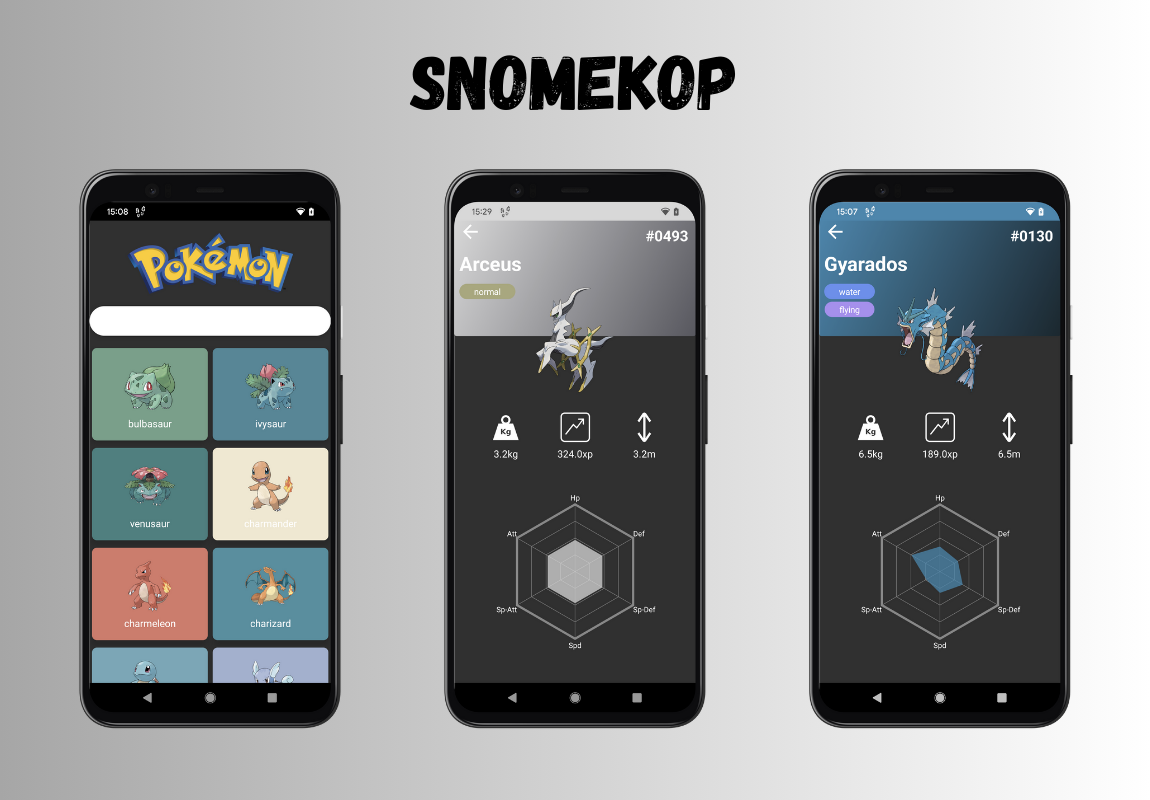 SNOMEKOP
15:08
POKéMON
bulbasaur
ivysaur
venusaur
charmander
charmeleon
charizard
15:29
#0493
Arceus
normal
Kg
3.2kg
324.0xp
3.2m
Hp
Att
Def
Sp-Att
Sp-Def
Spd
15:07
#0130
Gyarados
water
flying
Kg
6.5kg
189.0xp
6.5m
Hp
Att
Def
Sp-Att
Sp-Def
Spd